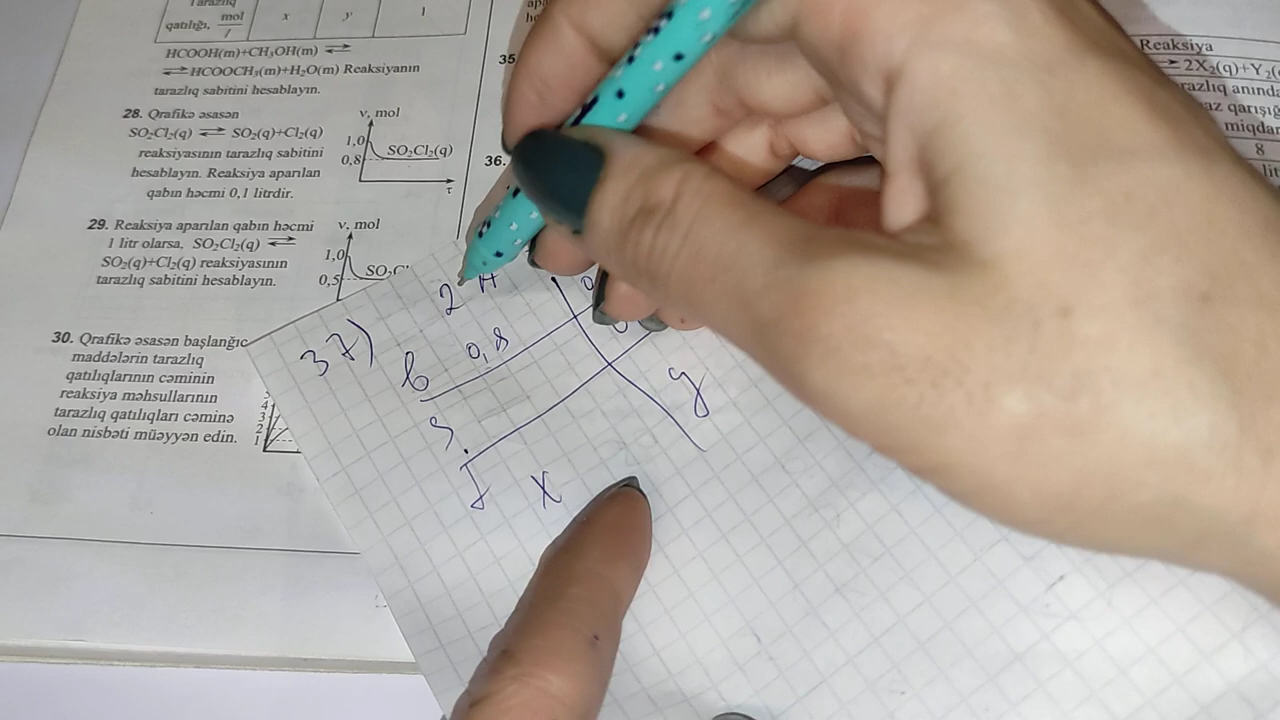 Tarazlıq
qatılığı, mol/l x y 1
HCOOH(m)+CH₃OH(m) ⇄
⇄HCOOCH₃(m)+H₂O(m) Reaksiyanın
tarazlıq sabitini hesablayın.
28. Qrafikə əsasən
SO₂Cl₂(q) ⇄ SO₂(q)+Cl₂(q)
reaksiyasının tarazlıq sabitini
hesablayın. Reaksiya aparılan
qabın həcmi 0,1 litrdir.
ν, mol
1,0
0,8
SO₂Cl₂(q)
τ
29. Reaksiya aparılan qabın həcmi
1 litr olarsa, SO₂Cl₂(q) ⇄
SO₂(q)+Cl₂(q) reaksiyasının
tarazlıq sabitini hesablayın.
ν, mol
1,0
0,5
30. Qrafikə əsasən başlanğıc
maddələrin tarazlıq
qatılıqlarının cəminin
reaksiya məhsullarının
tarazlıq qatılıqları cəminə
olan nisbəti müəyyən edin.
4
3
2
1
35
36.
Reaksiya
→ 2X₂(q)+Y₂(
8
37)
2 H
b 0,8
s.
T x y